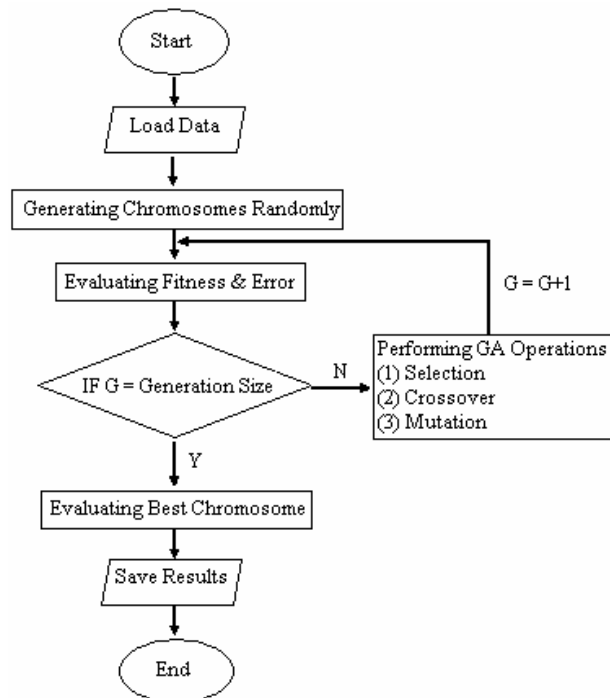 Start
Load Data
Generating Chromosomes Randomly
Evaluating Fitness & Error
G = G+1
IF G = Generation Size
N
Performing GA Operations
(1) Selection
(2) Crossover
(3) Mutation
Y
Evaluating Best Chromosome
Save Results
End